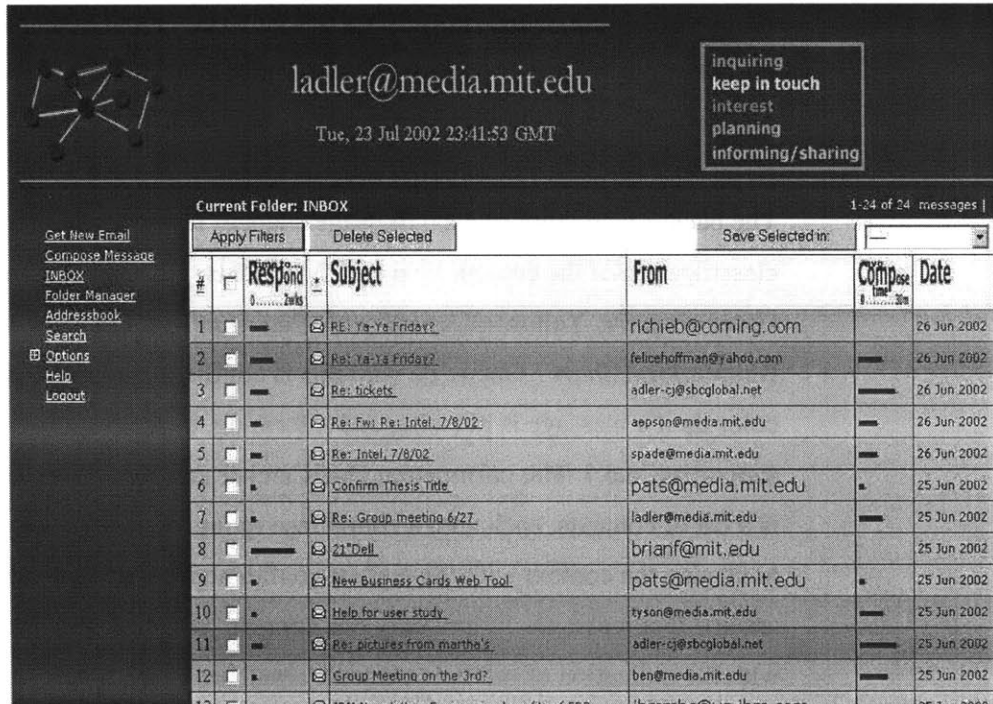 ladler@media.mit.edu
Tue, 23 Jul 2002 23:41:53 GMT
inquiring
keep in touch
interest
planning
informing/sharing
Current Folder: INBOX
1-24 of 24 messages |
Get New Email
Compose Message
INBOX
Folder Manager
Addressbook
Search
Options
Help
Logout
Apply Filters Delete Selected Save Selected in: ----
# Respond 0........2wks * Subject From Compose time 0........30m Date
1 RE: Ya-Ya Friday? richieb@corning.com 26 Jun 2002
2 Re: Ya-Ya Friday? felicehoffman@yahoo.com 26 Jun 2002
3 Re: tickets adler-cj@sbcglobal.net 26 Jun 2002
4 Re: Fw: Re: Intel, 7/8/02 aepson@media.mit.edu 26 Jun 2002
5 Re: Intel, 7/8/02 spade@media.mit.edu 26 Jun 2002
6 Confirm Thesis Title pats@media.mit.edu 25 Jun 2002
7 Re: Group meeting 6/27 ladler@media.mit.edu 25 Jun 2002
8 21"Dell brianf@mit.edu 25 Jun 2002
9 New Business Cards Web Tool pats@media.mit.edu 25 Jun 2002
10 Help for user study tyson@media.mit.edu 25 Jun 2002
11 Re: pictures from martha's adler-cj@sbcglobal.net 25 Jun 2002
12 Group Meeting on the 3rd? ben@media.mit.edu 25 Jun 2002